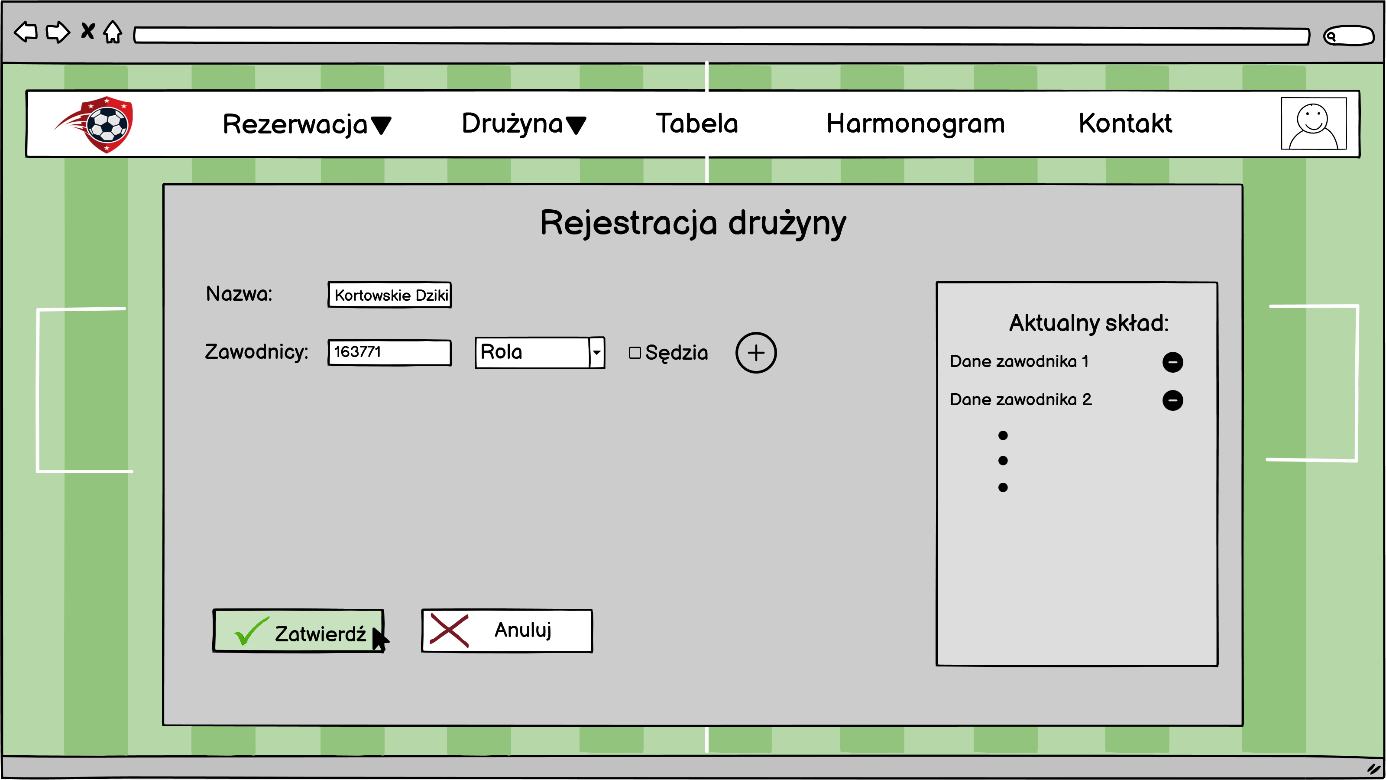 Rezerwacja Drużyna Tabela Harmonogram Kontakt
Rejestracja drużyny
Nazwa: Kortowskie Dziki
Zawodnicy: 163771 Rola Sędzia
Aktualny skład:
Dane zawodnika 1
Dane zawodnika 2
Zatwierdź Anuluj